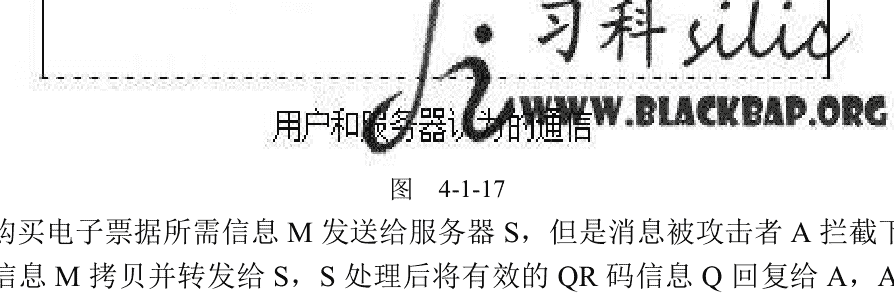 习科 silic
WWW.BLACKBAP.ORG
用户和服务器认为的通信
图 4-1-17
购买电子票据所需信息 M 发送给服务器 S，但是消息被攻击者 A 拦截下
信息 M 拷贝并转发给 S，S 处理后将有效的 QR 码信息 Q 回复给 A，A